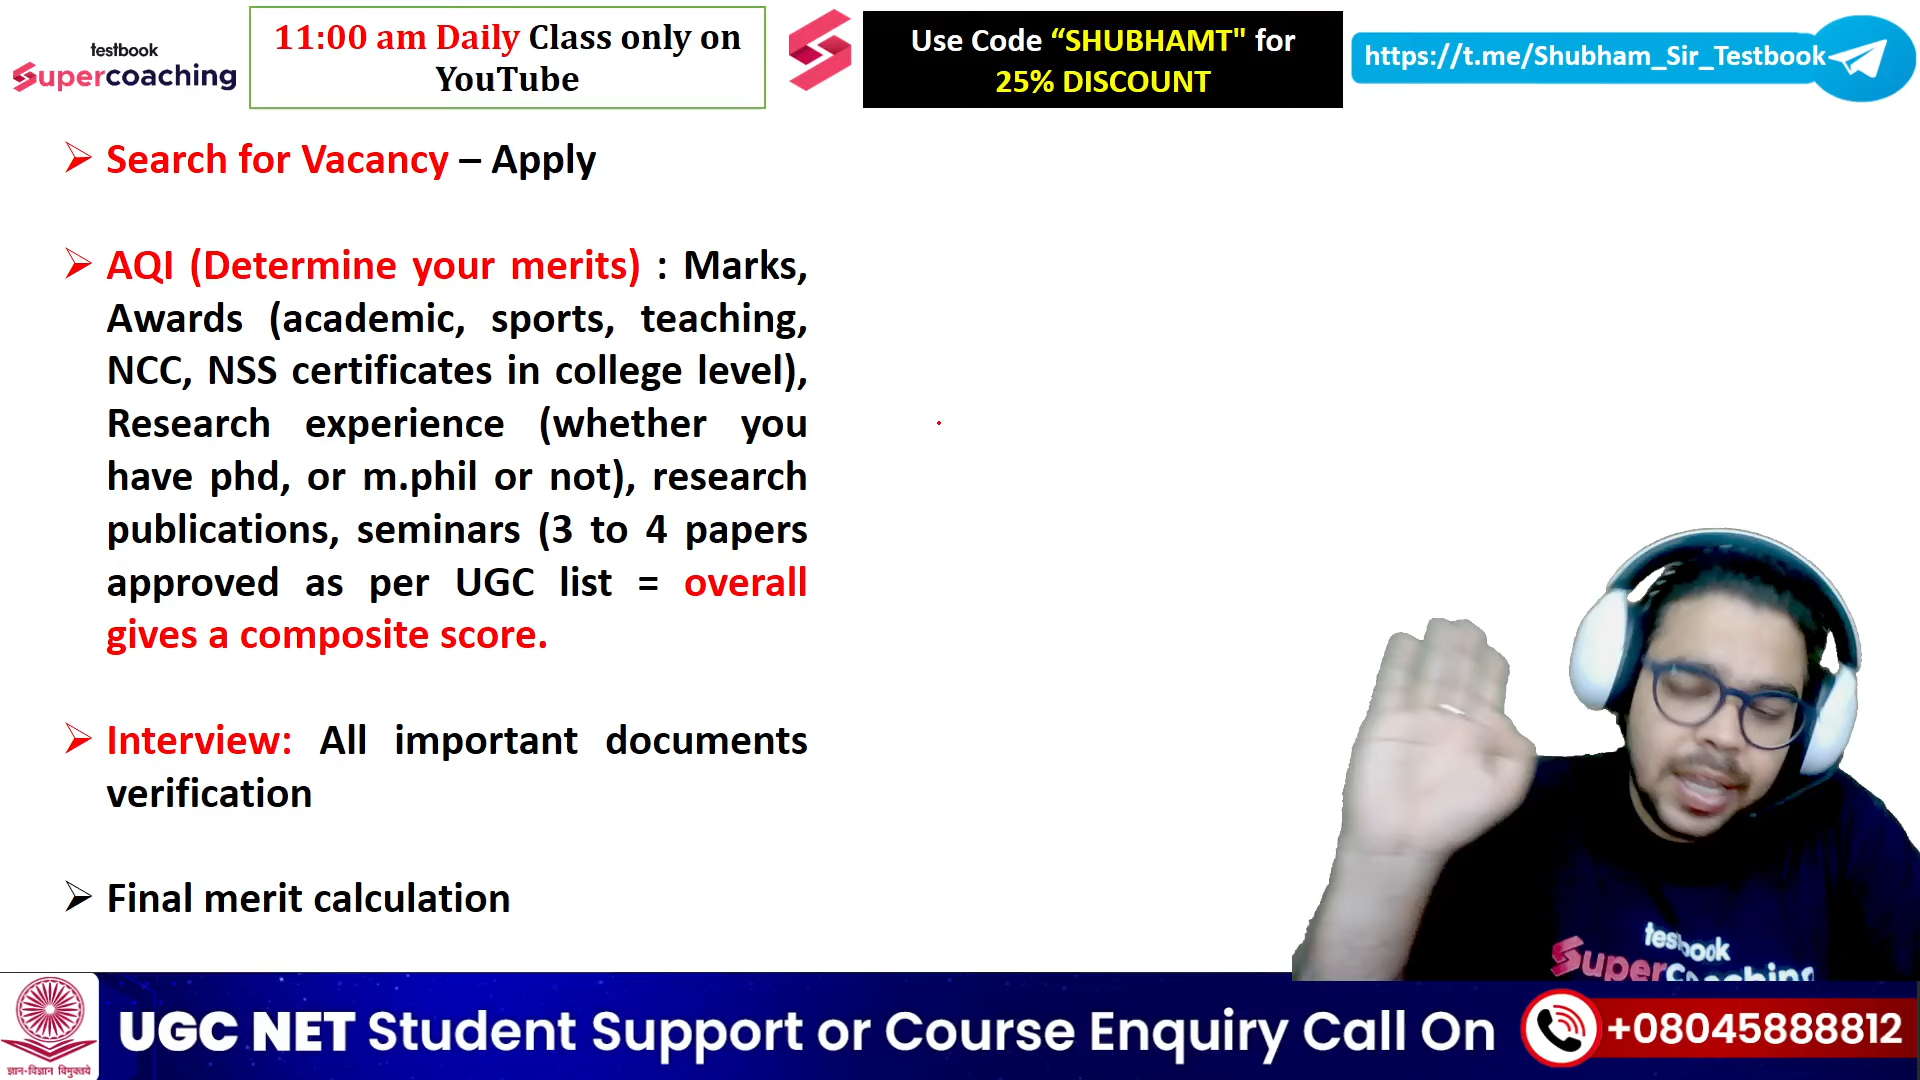 testbook
Supercoaching
11:00 am Daily Class only on
YouTube
Use Code “SHUBHAMT" for
25% DISCOUNT
https://t.me/Shubham_Sir_Testbook
Search for Vacancy – Apply
AQI (Determine your merits) : Marks,
Awards (academic, sports, teaching,
NCC, NSS certificates in college level),
Research experience (whether you
have phd, or m.phil or not), research
publications, seminars (3 to 4 papers
approved as per UGC list = overall
gives a composite score.
Interview: All important documents
verification
Final merit calculation
testbook
SuperCoaching
ज्ञान-विज्ञान विमुक्तये
UGC NET Student Support or Course Enquiry Call On
+08045888812